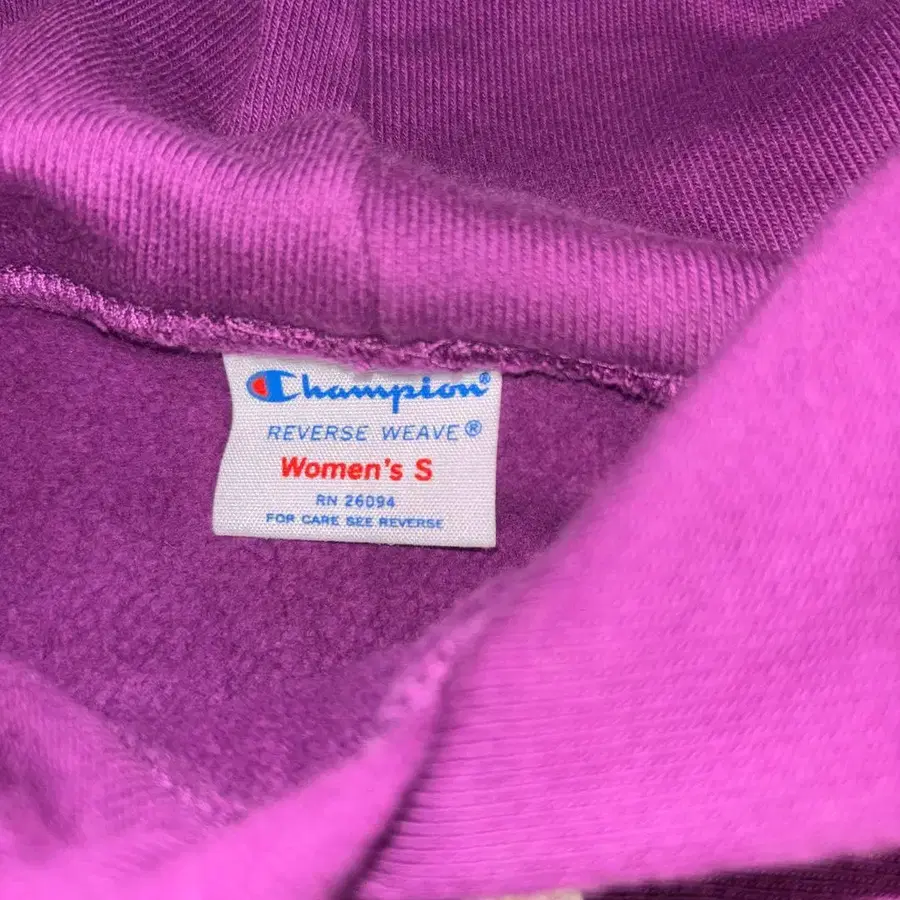 Champion®
REVERSE WEAVE®
Women's S
RN 26094
FOR CARE SEE REVERSE